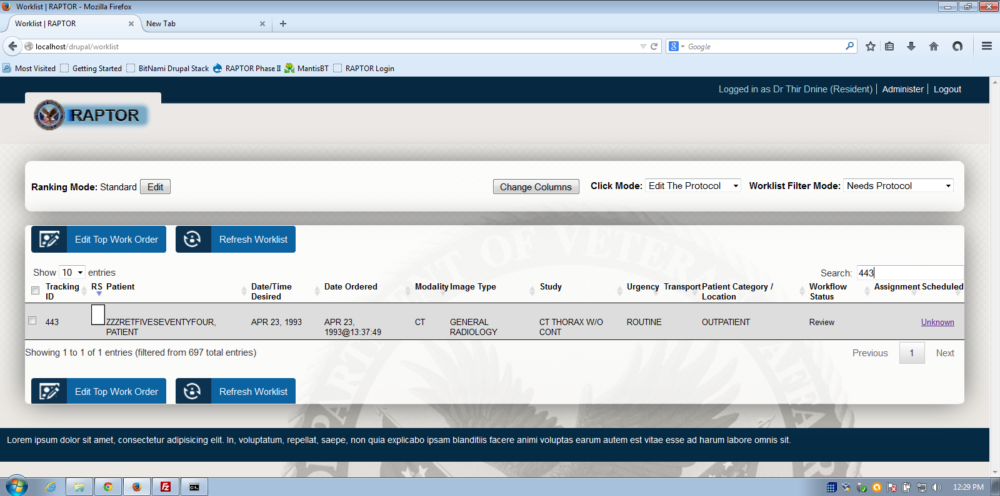 Worklist | RAPTOR - Mozilla Firefox
Worklist | RAPTOR
New Tab
localhost/drupal/worklist
8
Google
Most Visited
Getting Started
BitNami Drupal Stack
RAPTOR Phase II
MantisBT
RAPTOR Login
Logged in as Dr Thir Dnine (Resident)
Administer
Logout
RAPTOR
Ranking Mode: Standard Edit
Change Columns
Click Mode: Edit The Protocol
Worklist Filter Mode: Needs Protocol
Edit Top Work Order
Refresh Worklist
Show 10 entries
Search: 443
Tracking ID RS Patient Date/Time Desired Date Ordered Modality Image Type Study Urgency Transport Patient Category / Location Workflow Status Assignment Scheduled
443 ZZZRETFIVESEVENTYFOUR, PATIENT APR 23, 1993 APR 23, 1993@13:37:49 CT GENERAL RADIOLOGY CT THORAX W/O CONT ROUTINE OUTPATIENT Review Unknown
Showing 1 to 1 of 1 entries (filtered from 697 total entries)
Previous 1 Next
Edit Top Work Order
Refresh Worklist
Lorem ipsum dolor sit amet, consectetur adipisicing elit. In, voluptatum, repellat, saepe, non quia explicabo ipsam blanditiis facere animi voluptas earum autem est vitae esse ad harum labore omnis sit.
12:29 PM